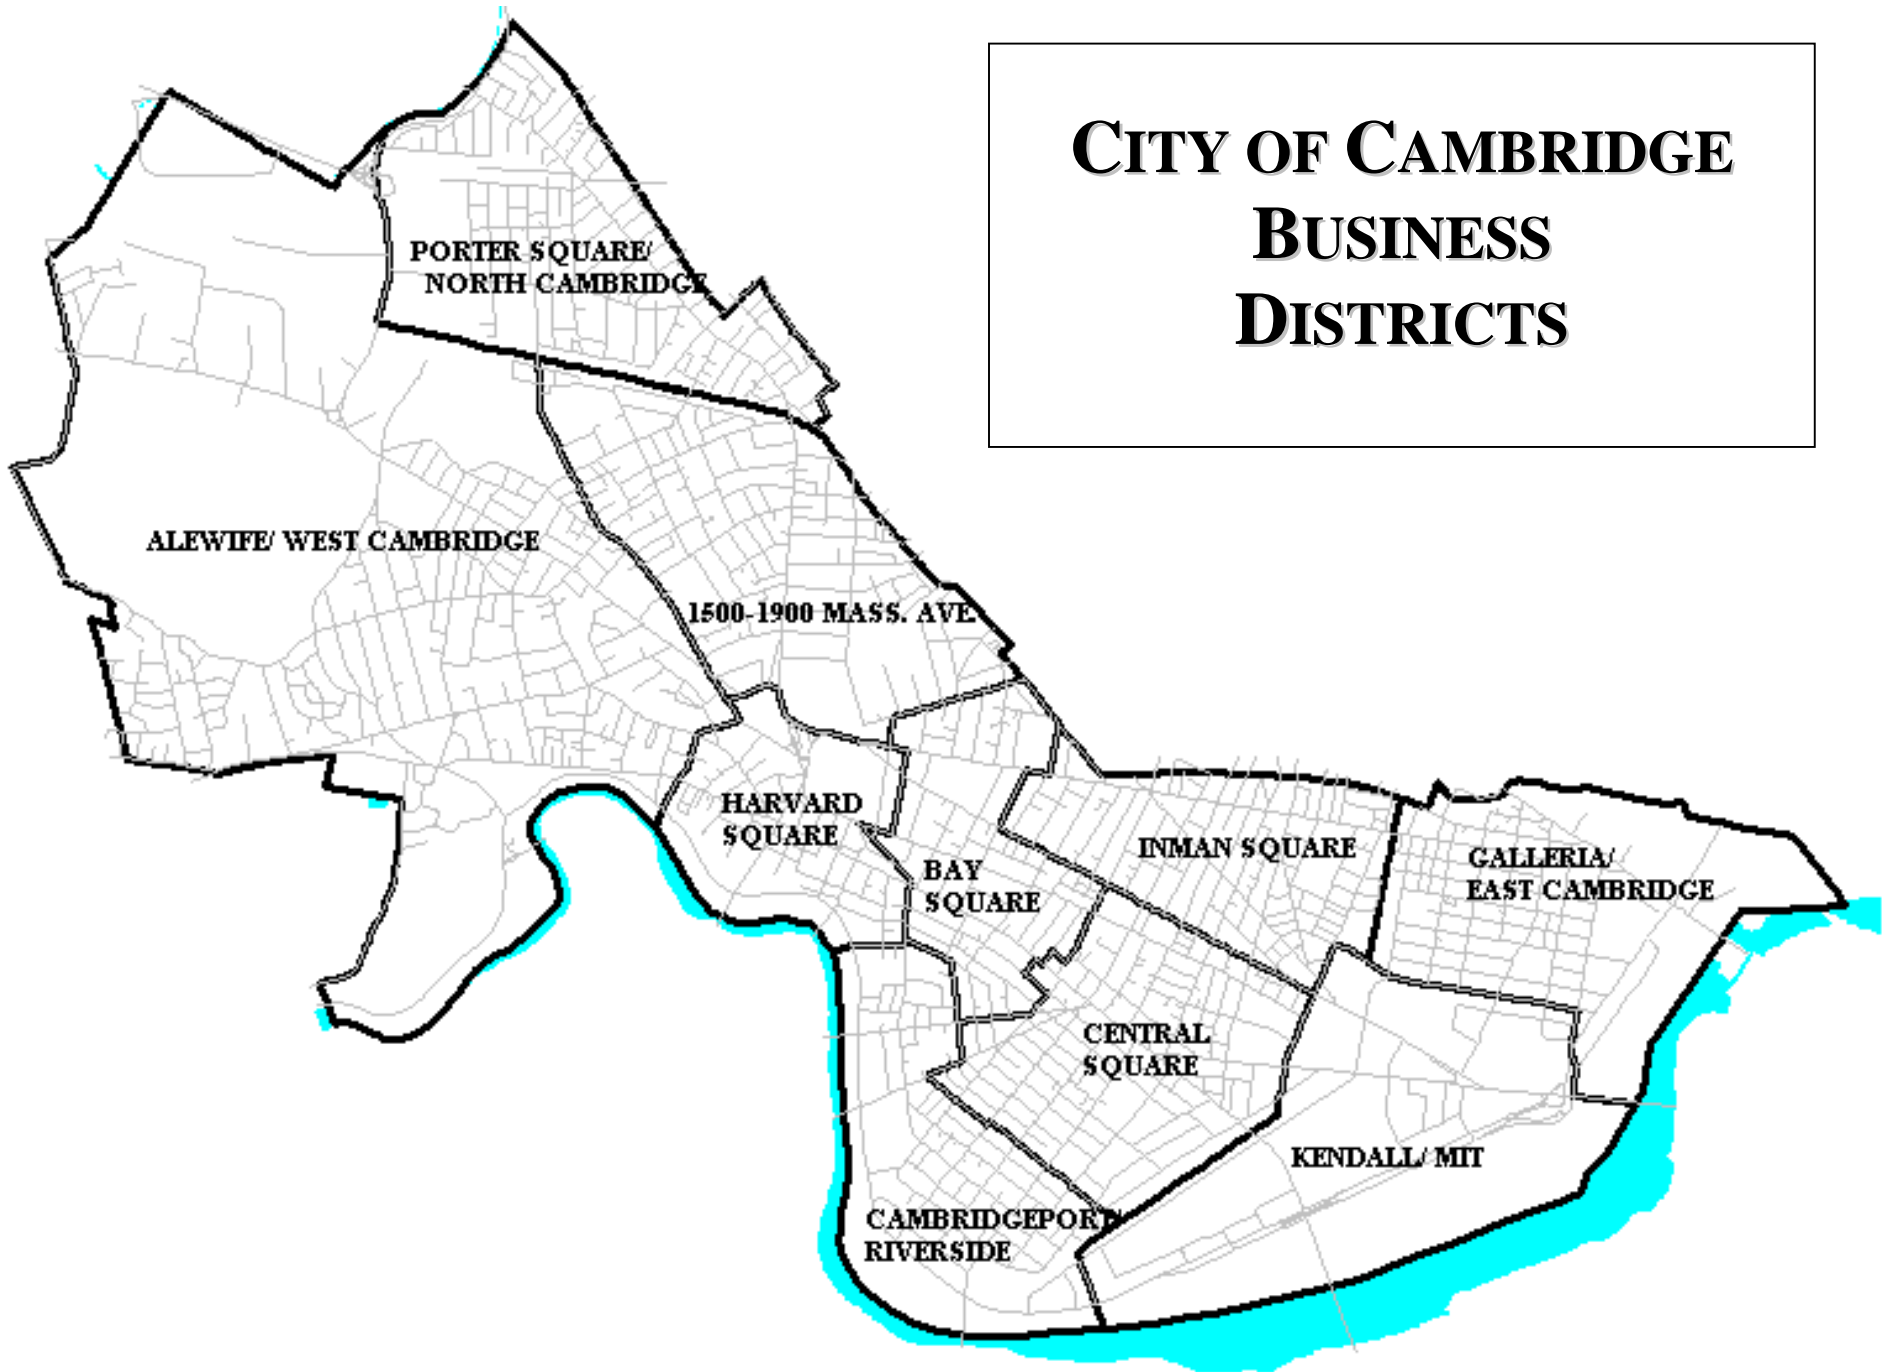 CITY OF CAMBRIDGE
BUSINESS
DISTRICTS
PORTER SQUARE/
NORTH CAMBRIDGE
ALEWIFE/ WEST CAMBRIDGE
1500-1900 MASS. AVE.
HARVARD
SQUARE
BAY
SQUARE
INMAN SQUARE
GALLERIA/
EAST CAMBRIDGE
CENTRAL
SQUARE
KENDALL/ MIT
CAMBRIDGEPORT/
RIVERSIDE